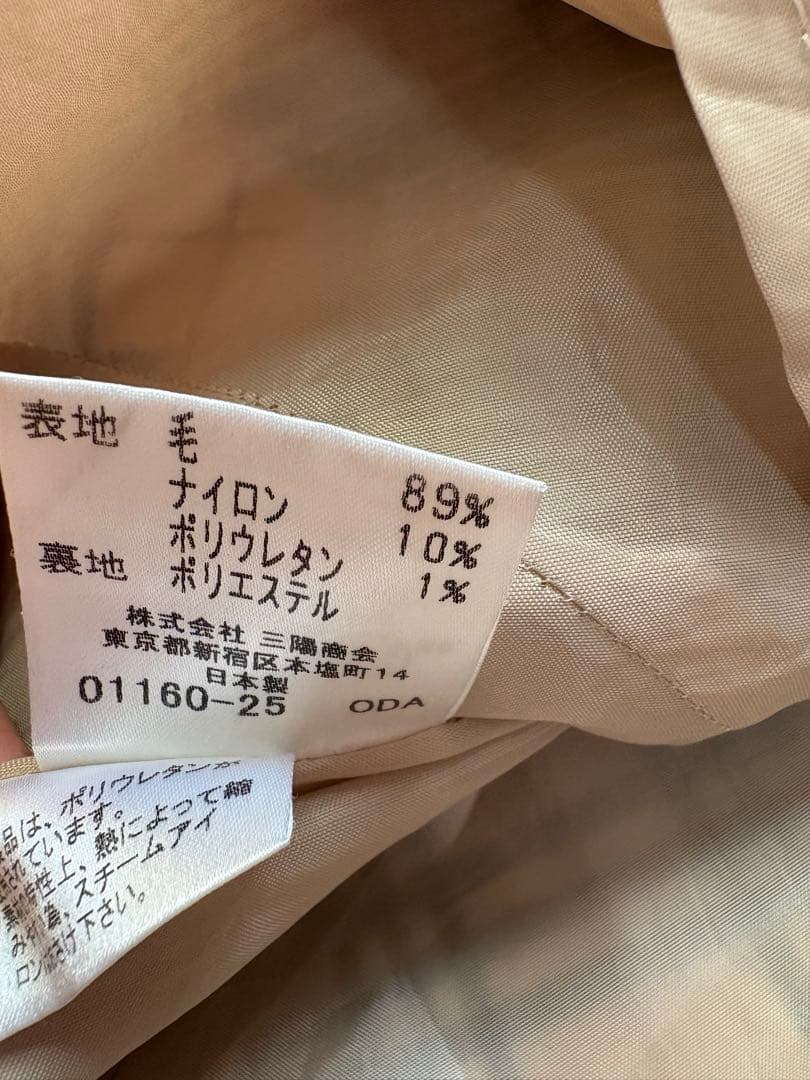 表地 毛 89%
ナイロン 10%
ポリウレタン 1%
裏地 ポリエステル
株式会社 三陽商会
東京都新宿区本塩町14
日本製
01160-25 ODA
品は、ポリウレタンが
れています。
性上、熱によって縮
み スチームアイ
ロン け下さい。